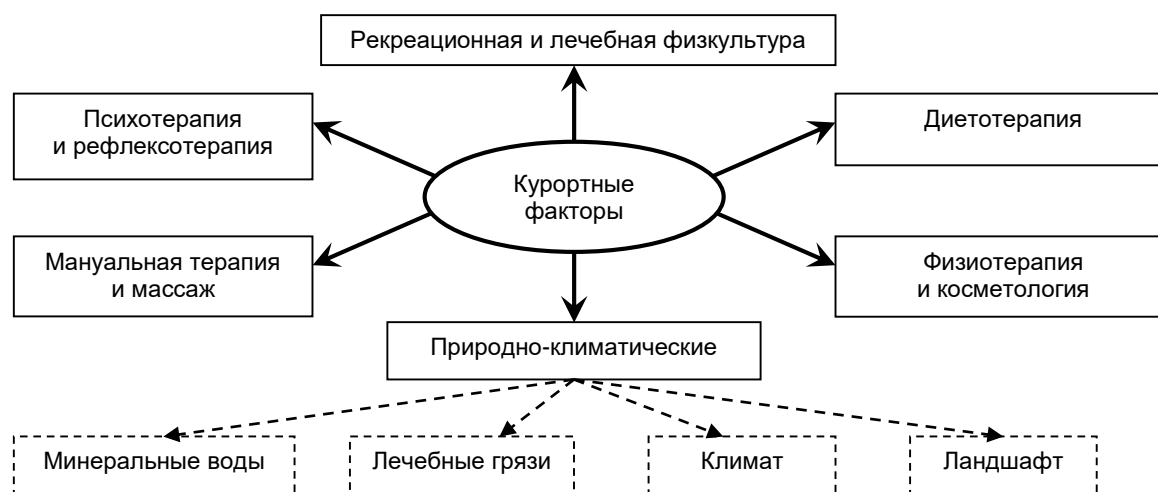 Рекреационная и лечебная физкультура
Психотерапия
и рефлексотерапия
Диетотерапия
Курортные
факторы
Мануальная терапия
и массаж
Физиотерапия
и косметология
Природно-климатические
Минеральные воды
Лечебные грязи
Климат
Ландшафт